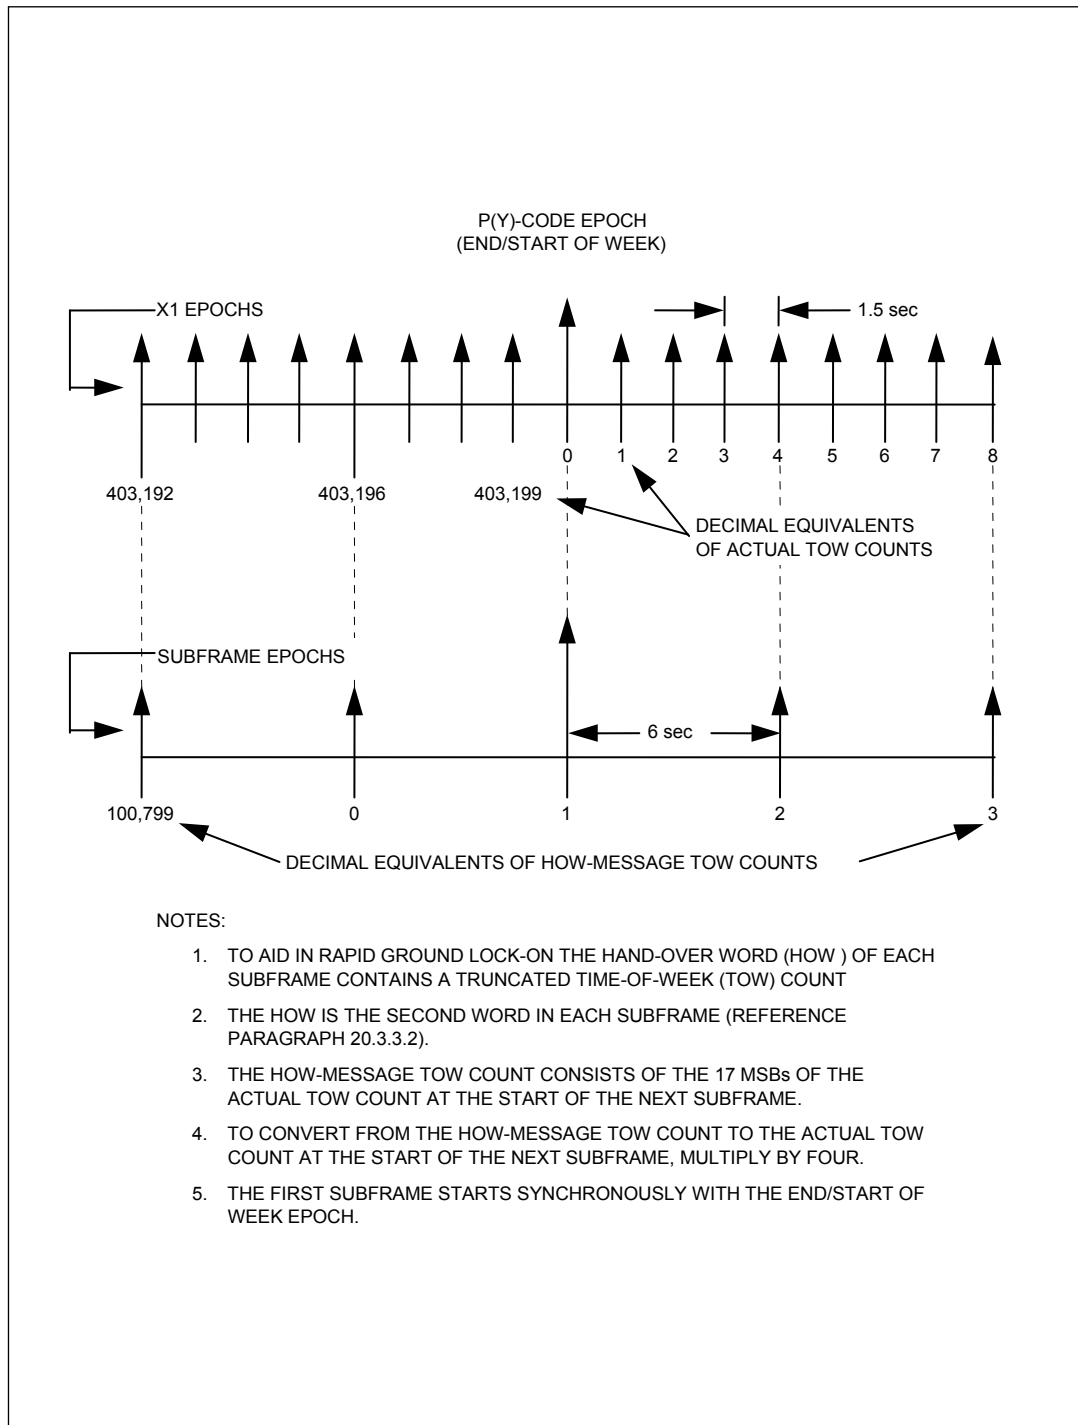 P(Y)-CODE EPOCH
(END/START OF WEEK)
X1 EPOCHS
1.5 sec
0 1 2 3 4 5 6 7 8
403,192 403,196 403,199
DECIMAL EQUIVALENTS
OF ACTUAL TOW COUNTS
SUBFRAME EPOCHS
6 sec
100,799 0 1 2 3
DECIMAL EQUIVALENTS OF HOW-MESSAGE TOW COUNTS
NOTES:
1. TO AID IN RAPID GROUND LOCK-ON THE HAND-OVER WORD (HOW ) OF EACH
SUBFRAME CONTAINS A TRUNCATED TIME-OF-WEEK (TOW) COUNT
2. THE HOW IS THE SECOND WORD IN EACH SUBFRAME (REFERENCE
PARAGRAPH 20.3.3.2).
3. THE HOW-MESSAGE TOW COUNT CONSISTS OF THE 17 MSBs OF THE
ACTUAL TOW COUNT AT THE START OF THE NEXT SUBFRAME.
4. TO CONVERT FROM THE HOW-MESSAGE TOW COUNT TO THE ACTUAL TOW
COUNT AT THE START OF THE NEXT SUBFRAME, MULTIPLY BY FOUR.
5. THE FIRST SUBFRAME STARTS SYNCHRONOUSLY WITH THE END/START OF
WEEK EPOCH.